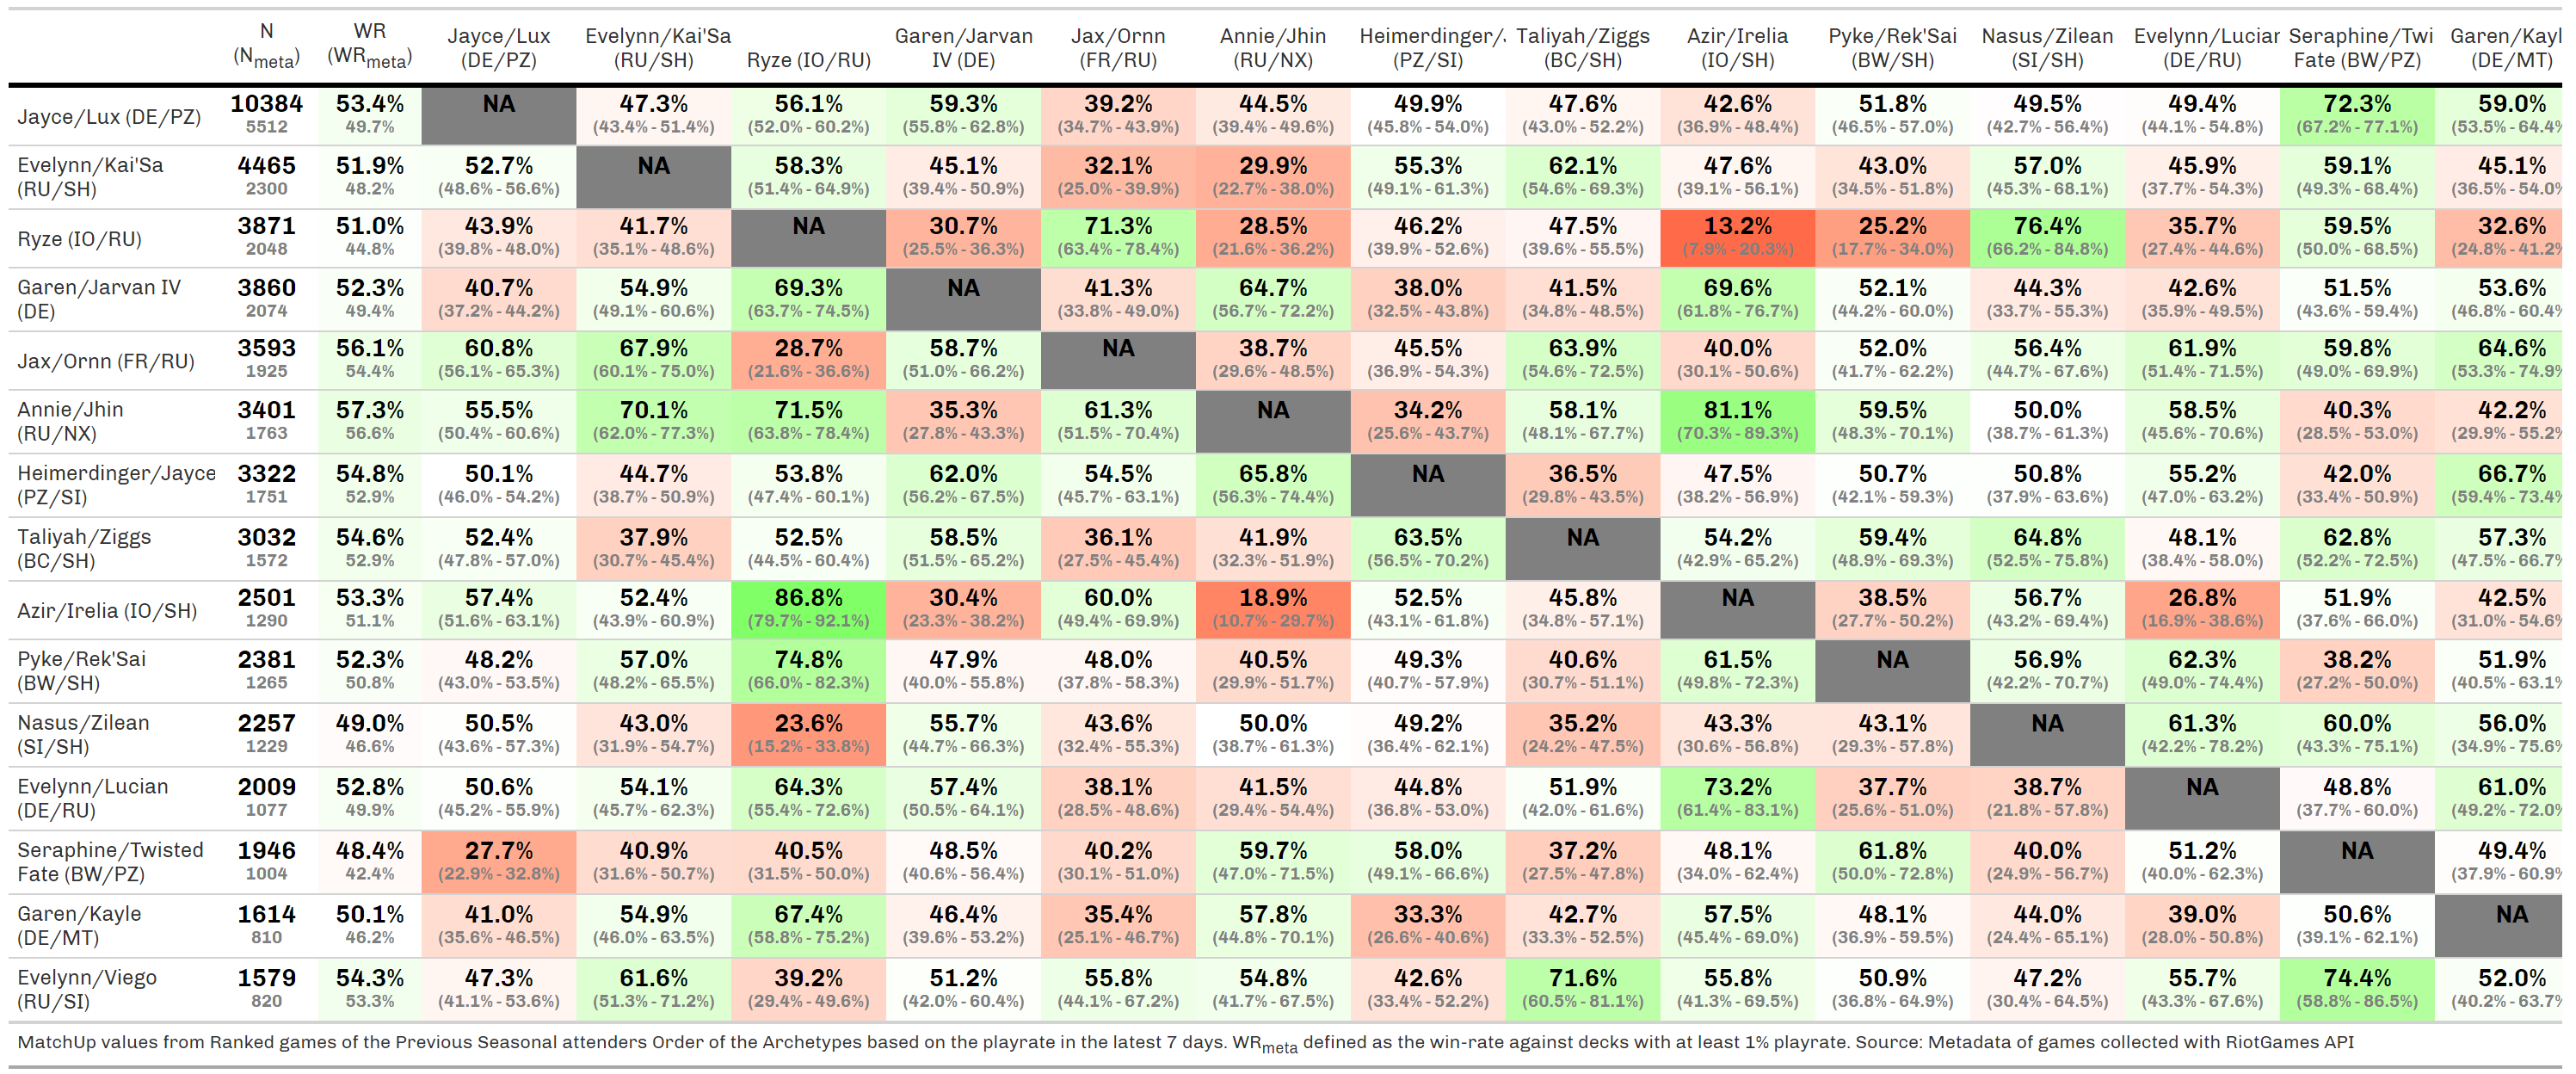 N WR Jayce/Lux Evelynn/Kai'Sa Garen/Jarvan Jax/Ornn Annie/Jhin Heimerdinger/ Taliyah/Ziggs Azir/Irelia Pyke/Rek'Sai Nasus/Zilean Evelynn/Lucian Seraphine/Twi Garen/Kayl
(Nmeta) (WRmeta) (DE/PZ) (RU/SH) Ryze (IO/RU) IV (DE) (FR/RU) (RU/NX) (PZ/SI) (BC/SH) (IO/SH) (BW/SH) (SI/SH) (DE/RU) Fate (BW/PZ) (DE/MT)
Jayce/Lux (DE/PZ) 10384 53.4% NA 47.3% 56.1% 59.3% 39.2% 44.5% 49.9% 47.6% 42.6% 51.8% 49.5% 49.4% 72.3% 59.0%
5512 49.7% (43.4% - 51.4%) (52.0% - 60.2%) (55.8% - 62.8%) (34.7% - 43.9%) (39.4% - 49.6%) (45.8% - 54.0%) (43.0% - 52.2%) (36.9% - 48.4%) (46.5% - 57.0%) (42.7% - 56.4%) (44.1% - 54.8%) (67.2% - 77.1%) (53.5% - 64.4%
Evelynn/Kai'Sa 4465 51.9% 52.7% NA 58.3% 45.1% 32.1% 29.9% 55.3% 62.1% 47.6% 43.0% 57.0% 45.9% 59.1% 45.1%
(RU/SH) 2300 48.2% (48.6% - 56.6%) (51.4% - 64.9%) (39.4% - 50.9%) (25.0% - 39.9%) (22.7% - 38.0%) (49.1% - 61.3%) (54.6% - 69.3%) (39.1% - 56.1%) (34.5% - 51.8%) (45.3% - 68.1%) (37.7% - 54.3%) (49.3% - 68.4%) (36.5% - 54.0%
Ryze (IO/RU) 3871 51.0% 43.9% 41.7% NA 30.7% 71.3% 28.5% 46.2% 47.5% 13.2% 25.2% 76.4% 35.7% 59.5% 32.6%
2048 44.8% (39.8% - 48.0%) (35.1% - 48.6%) (25.5% - 36.3%) (63.4% - 78.4%) (21.6% - 36.2%) (39.9% - 52.6%) (39.6% - 55.5%) (7.9% - 20.3%) (17.7% - 34.0%) (66.2% - 84.8%) (27.4% - 44.6%) (50.0% - 68.5%) (24.8% - 41.2%
Garen/Jarvan IV 3860 52.3% 40.7% 54.9% 69.3% NA 41.3% 64.7% 38.0% 41.5% 69.6% 52.1% 44.3% 42.6% 51.5% 53.6%
(DE) 2074 49.4% (37.2% - 44.2%) (49.1% - 60.6%) (63.7% - 74.5%) (33.8% - 49.0%) (56.7% - 72.2%) (32.5% - 43.8%) (34.8% - 48.5%) (61.8% - 76.7%) (44.2% - 60.0%) (33.7% - 55.3%) (35.9% - 49.5%) (43.6% - 59.4%) (46.8% - 60.4%
Jax/Ornn (FR/RU) 3593 56.1% 60.8% 67.9% 28.7% 58.7% NA 38.7% 45.5% 63.9% 40.0% 52.0% 56.4% 61.9% 59.8% 64.6%
1925 54.4% (56.1% - 65.3%) (60.1% - 75.0%) (21.6% - 36.6%) (51.0% - 66.2%) (29.6% - 48.5%) (36.9% - 54.3%) (54.6% - 72.5%) (30.1% - 50.6%) (41.7% - 62.2%) (44.7% - 67.6%) (51.4% - 71.5%) (49.0% - 69.9%) (53.3% - 74.9%
Annie/Jhin 3401 57.3% 55.5% 70.1% 71.5% 35.3% 61.3% NA 34.2% 58.1% 81.1% 59.5% 50.0% 58.5% 40.3% 42.2%
(RU/NX) 1763 56.6% (50.4% - 60.6%) (62.0% - 77.3%) (63.8% - 78.4%) (27.8% - 43.3%) (51.5% - 70.4%) (25.6% - 43.7%) (48.1% - 67.7%) (70.3% - 89.3%) (48.3% - 70.1%) (38.7% - 61.3%) (45.6% - 70.6%) (28.5% - 53.0%) (29.9% - 55.2%
Heimerdinger/Jayce 3322 54.8% 50.1% 44.7% 53.8% 62.0% 54.5% 65.8% NA 36.5% 47.5% 50.7% 50.8% 55.2% 42.0% 66.7%
(PZ/SI) 1751 52.9% (46.0% - 54.2%) (38.7% - 50.9%) (47.4% - 60.1%) (56.2% - 67.5%) (45.7% - 63.1%) (56.3% - 74.4%) (29.8% - 43.5%) (38.2% - 56.9%) (42.1% - 59.3%) (37.9% - 63.6%) (47.0% - 63.2%) (33.4% - 50.9%) (59.4% - 73.4%
Taliyah/Ziggs 3032 54.6% 52.4% 37.9% 52.5% 58.5% 36.1% 41.9% 63.5% NA 54.2% 59.4% 64.8% 48.1% 62.8% 57.3%
(BC/SH) 1572 52.9% (47.8% - 57.0%) (30.7% - 45.4%) (44.5% - 60.4%) (51.5% - 65.2%) (27.5% - 45.4%) (32.3% - 51.9%) (56.5% - 70.2%) (42.9% - 65.2%) (48.9% - 69.3%) (52.5% - 75.8%) (38.4% - 58.0%) (52.2% - 72.5%) (47.5% - 66.7%
Azir/Irelia (IO/SH) 2501 53.3% 57.4% 52.4% 86.8% 30.4% 60.0% 18.9% 52.5% 45.8% NA 38.5% 56.7% 26.8% 51.9% 42.5%
1290 51.1% (51.6% - 63.1%) (43.9% - 60.9%) (79.7% - 92.1%) (23.3% - 38.2%) (49.4% - 69.9%) (10.7% - 29.7%) (43.1% - 61.8%) (34.8% - 57.1%) (27.7% - 50.2%) (43.2% - 69.4%) (16.9% - 38.6%) (37.6% - 66.0%) (31.0% - 54.6%
Pyke/Rek'Sai 2381 52.3% 48.2% 57.0% 74.8% 47.9% 48.0% 40.5% 49.3% 40.6% 61.5% NA 56.9% 62.3% 38.2% 51.9%
(BW/SH) 1265 50.8% (43.0% - 53.5%) (48.2% - 65.5%) (66.0% - 82.3%) (40.0% - 55.8%) (37.8% - 58.3%) (29.9% - 51.7%) (40.7% - 57.9%) (30.7% - 51.1%) (49.8% - 72.3%) (42.2% - 70.7%) (49.0% - 74.4%) (27.2% - 50.0%) (40.5% - 63.1%
Nasus/Zilean 2257 49.0% 50.5% 43.0% 23.6% 55.7% 43.6% 50.0% 49.2% 35.2% 43.3% 43.1% NA 61.3% 60.0% 56.0%
(SI/SH) 1229 46.6% (43.6% - 57.3%) (31.9% - 54.7%) (15.2% - 33.8%) (44.7% - 66.3%) (32.4% - 55.3%) (38.7% - 61.3%) (36.4% - 62.1%) (24.2% - 47.5%) (30.6% - 56.8%) (29.3% - 57.8%) (42.2% - 78.2%) (43.3% - 75.1%) (34.9% - 75.6%
Evelynn/Lucian 2009 52.8% 50.6% 54.1% 64.3% 57.4% 38.1% 41.5% 44.8% 51.9% 73.2% 37.7% 38.7% NA 48.8% 61.0%
(DE/RU) 1077 49.9% (45.2% - 55.9%) (45.7% - 62.3%) (55.4% - 72.6%) (50.5% - 64.1%) (28.5% - 48.6%) (29.4% - 54.4%) (36.8% - 53.0%) (42.0% - 61.6%) (61.4% - 83.1%) (25.6% - 51.0%) (21.8% - 57.8%) (37.7% - 60.0%) (49.2% - 72.0%
Seraphine/Twisted 1946 48.4% 27.7% 40.9% 40.5% 48.5% 40.2% 59.7% 58.0% 37.2% 48.1% 61.8% 40.0% 51.2% NA 49.4%
Fate (BW/PZ) 1004 42.4% (22.9% - 32.8%) (31.6% - 50.7%) (31.5% - 50.0%) (40.6% - 56.4%) (30.1% - 51.0%) (47.0% - 71.5%) (49.1% - 66.6%) (27.5% - 47.8%) (34.0% - 62.4%) (50.0% - 72.8%) (24.9% - 56.7%) (40.0% - 62.3%) (37.9% - 60.9%
Garen/Kayle 1614 50.1% 41.0% 54.9% 67.4% 46.4% 35.4% 57.8% 33.3% 42.7% 57.5% 48.1% 44.0% 39.0% 50.6% NA
(DE/MT) 810 46.2% (35.6% - 46.5%) (46.0% - 63.5%) (58.8% - 75.2%) (39.6% - 53.2%) (25.1% - 46.7%) (44.8% - 70.1%) (26.6% - 40.6%) (33.3% - 52.5%) (45.4% - 69.0%) (36.9% - 59.5%) (24.4% - 65.1%) (28.0% - 50.8%) (39.1% - 62.1%)
Evelynn/Viego 1579 54.3% 47.3% 61.6% 39.2% 51.2% 55.8% 54.8% 42.6% 71.6% 55.8% 50.9% 47.2% 55.7% 74.4% 52.0%
(RU/SI) 820 53.3% (41.1% - 53.6%) (51.3% - 71.2%) (29.4% - 49.6%) (42.0% - 60.4%) (44.1% - 67.2%) (41.7% - 67.5%) (33.4% - 52.2%) (60.5% - 81.1%) (41.3% - 69.5%) (36.8% - 64.9%) (30.4% - 64.5%) (43.3% - 67.6%) (58.8% - 86.5%) (40.2% - 63.7%
MatchUp values from Ranked games of the Previous Seasonal attenders Order of the Archetypes based on the playrate in the latest 7 days. WRmeta defined as the win-rate against decks with at least 1% playrate. Source: Metadata of games collected with RiotGames API